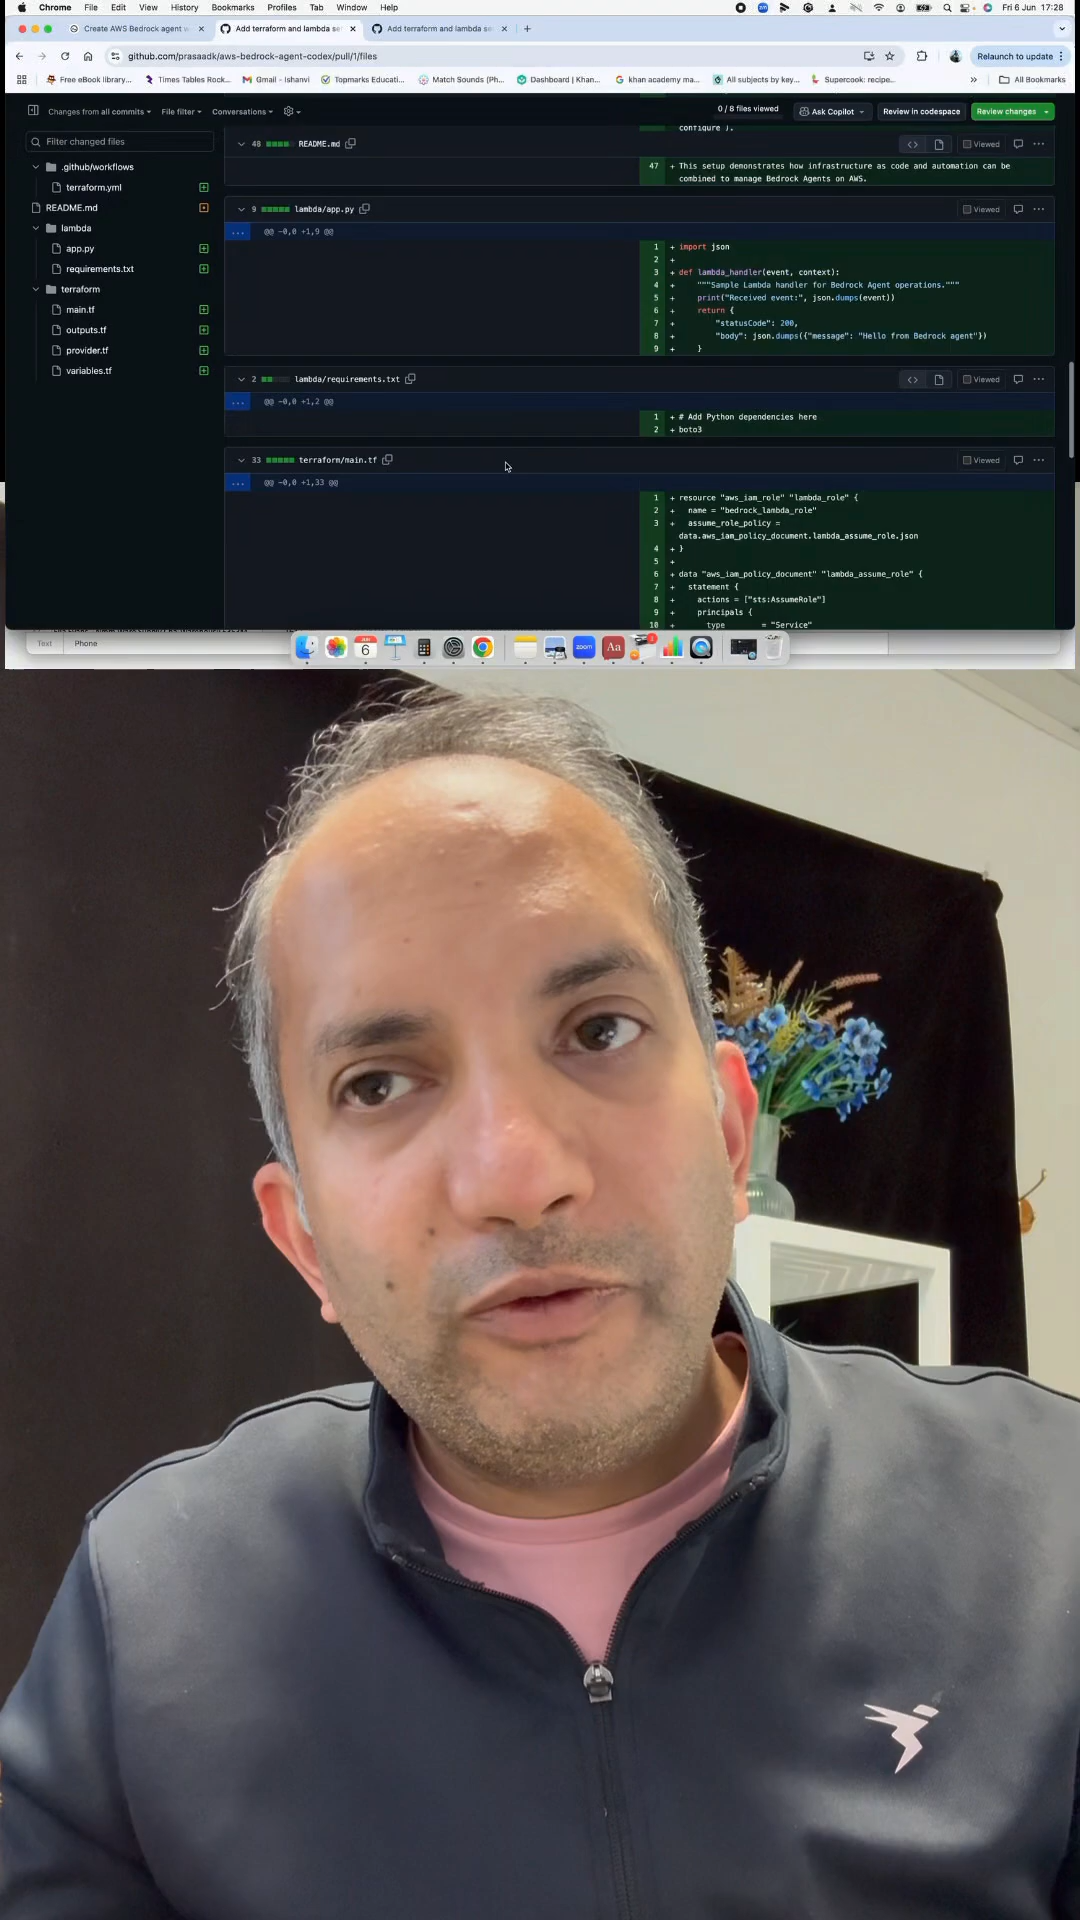 Chrome File Edit View History Bookmarks Profiles Tab Window Help
Fri 6 Jun 17:28
Create AWS Bedrock agent w
Add terraform and lambda se
Add terraform and lambda se
github.com/prasaadk/aws-bedrock-agent-codex/pull/1/files
Relaunch to update
Free eBook library...
Times Tables Rock...
Gmail - Ishanvi
Topmarks Educati...
Match Sounds (Ph...
Dashboard | Khan...
khan academy ma...
All subjects by key...
Supercook: recipe...
All Bookmarks
Changes from all commits
File filter
Conversations
0 / 8 files viewed
Ask Copilot
Review in codespace
Review changes
Filter changed files
.github/workflows
terraform.yml
README.md
lambda
app.py
requirements.txt
terraform
main.tf
outputs.tf
provider.tf
variables.tf
configure`).
48 README.md
Viewed
47 + This setup demonstrates how infrastructure as code and automation can be
combined to manage Bedrock Agents on AWS.
9 lambda/app.py
Viewed
... @@ -0,0 +1,9 @@
1 + import json
2 +
3 + def lambda_handler(event, context):
4 + """Sample Lambda handler for Bedrock Agent operations."""
5 + print("Received event:", json.dumps(event))
6 + return {
7 + "statusCode": 200,
8 + "body": json.dumps({"message": "Hello from Bedrock agent"})
9 + }
2 lambda/requirements.txt
Viewed
... @@ -0,0 +1,2 @@
1 + # Add Python dependencies here
2 + boto3
33 terraform/main.tf
Viewed
... @@ -0,0 +1,33 @@
1 + resource "aws_iam_role" "lambda_role" {
2 + name = "bedrock_lambda_role"
3 + assume_role_policy =
data.aws_iam_policy_document.lambda_assume_role.json
4 + }
5 +
6 + data "aws_iam_policy_document" "lambda_assume_role" {
7 + statement {
8 + actions = ["sts:AssumeRole"]
9 + principals {
10 + type = "Service"
Text Phone
JUN
6
zoom
Aa